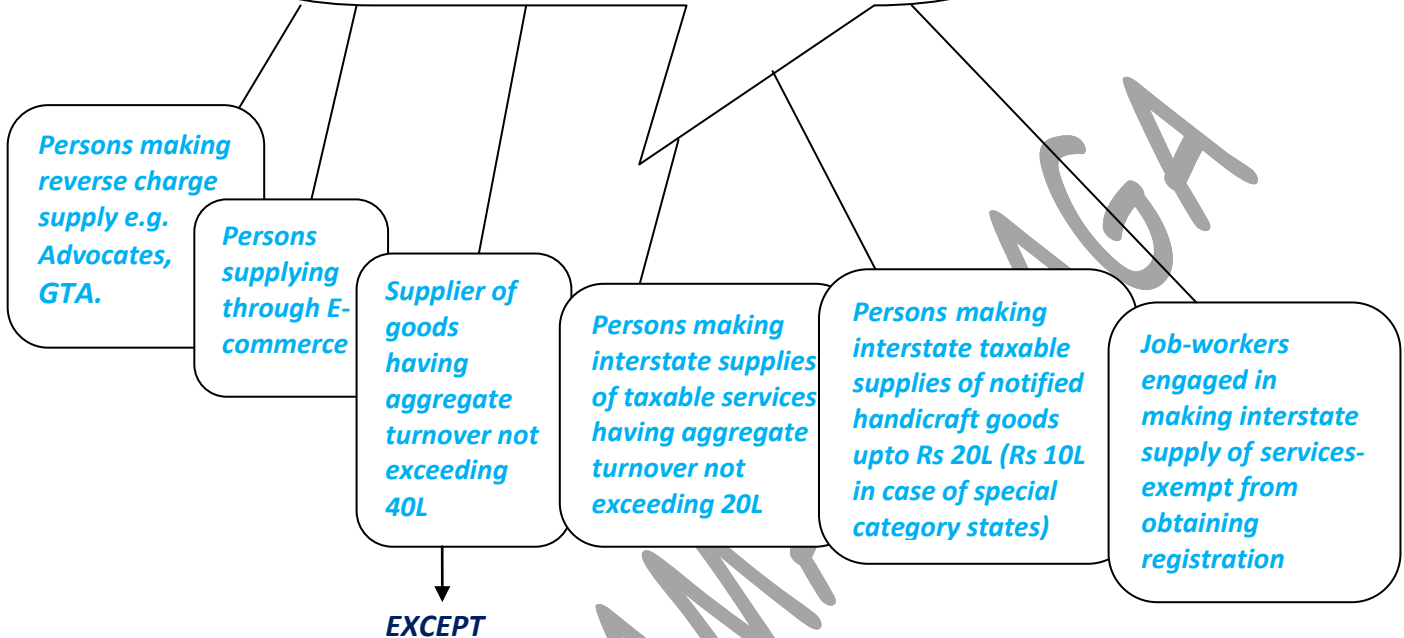 Persons making
reverse charge
supply e.g.
Advocates,
GTA.
Persons
supplying
through E-
commerce
Supplier of
goods
having
aggregate
turnover not
exceeding
40L
Persons making
interstate supplies
of taxable services
having aggregate
turnover not
exceeding 20L
Persons making
interstate taxable
supplies of notified
handicraft goods
upto Rs 20L (Rs 10L
in case of special
category states)
Job-workers
engaged in
making interstate
supply of services-
exempt from
obtaining
registration
EXCEPT